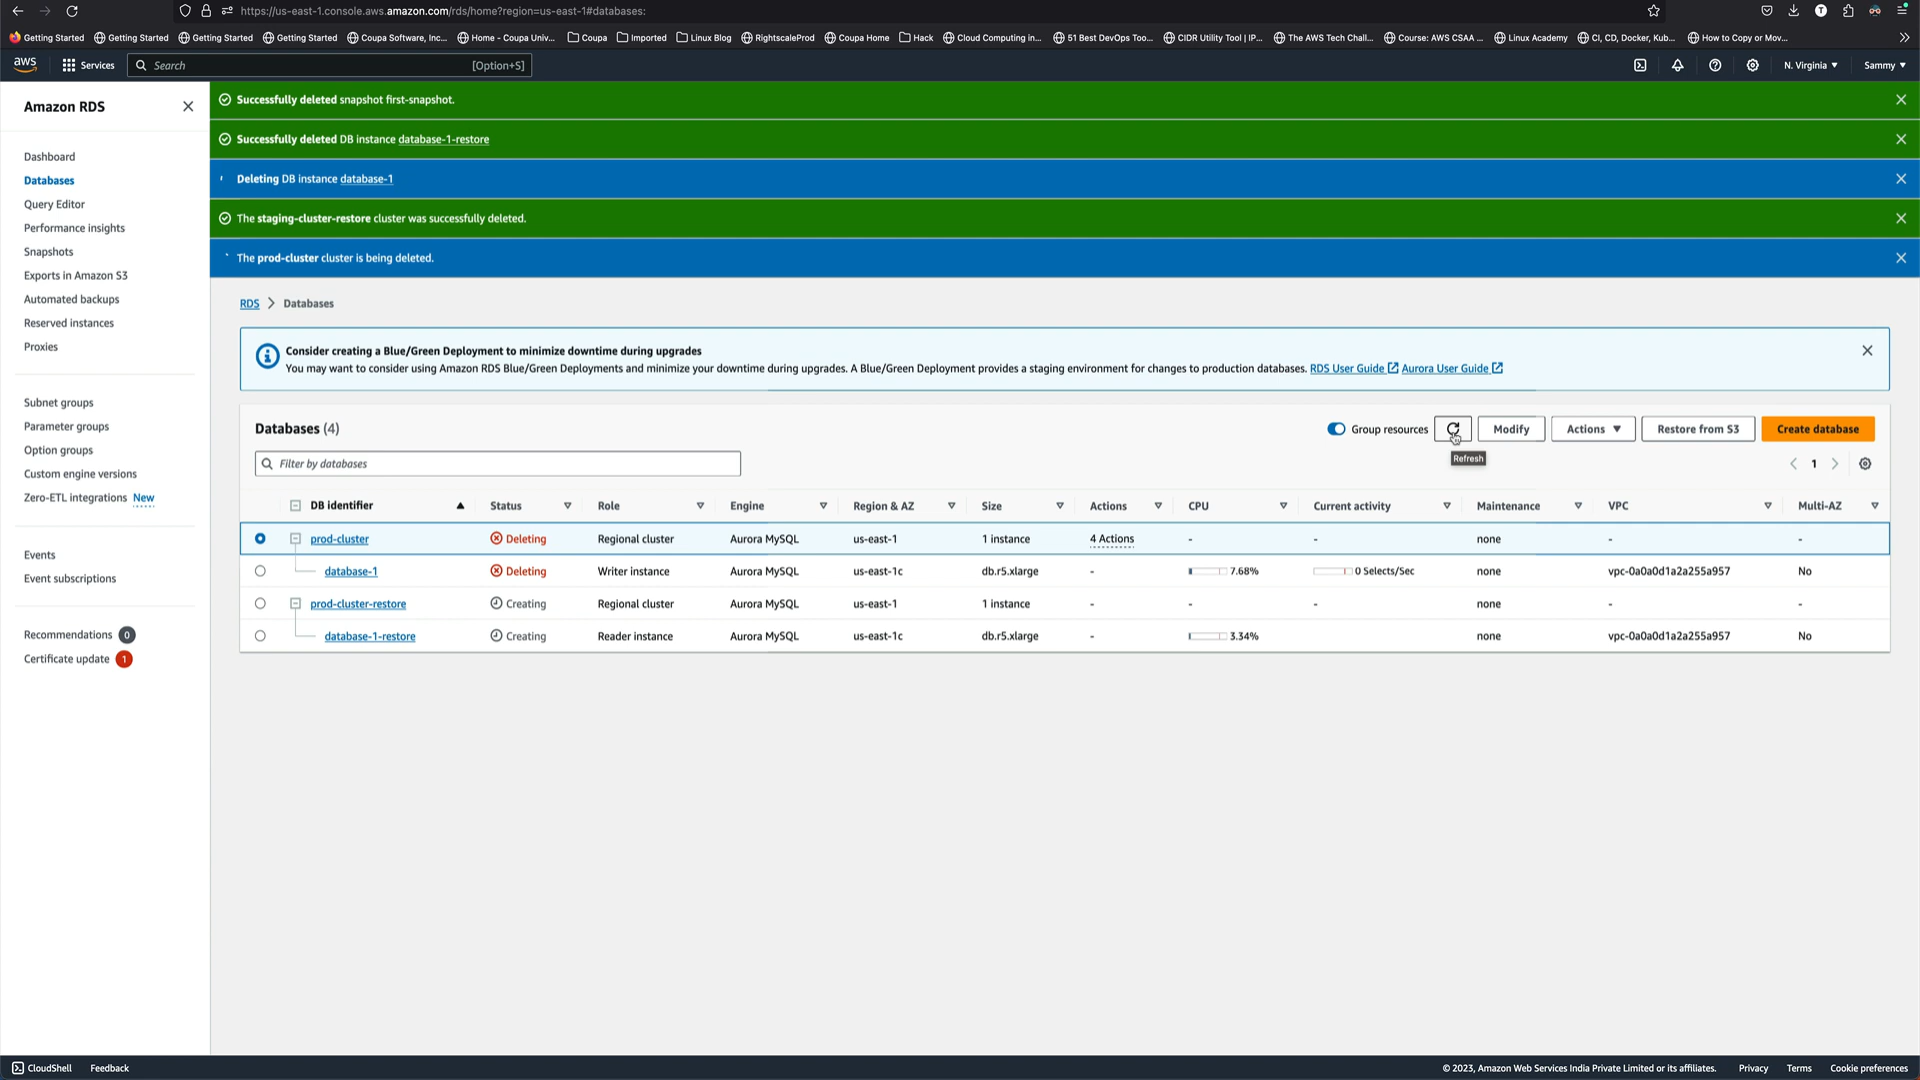 https://us-east-1.console.aws.amazon.com/rds/home?region=us-east-1#databases:
Getting Started Getting Started Getting Started Getting Started Coupa Software, Inc... Home - Coupa Univ... Coupa Imported Linux Blog RightscaleProd Coupa Home Hack Cloud Computing in... 51 Best DevOps Too... CIDR Utility Tool | IP... The AWS Tech Chall... Course: AWS CSAA ... Linux Academy CI, CD, Docker, Kub... How to Copy or Mov...
aws Services Search [Option+S] N. Virginia Sammy
Amazon RDS
Dashboard
Databases
Query Editor
Performance insights
Snapshots
Exports in Amazon S3
Automated backups
Reserved instances
Proxies
Subnet groups
Parameter groups
Option groups
Custom engine versions
Zero-ETL integrations New
Events
Event subscriptions
Recommendations 0
Certificate update 1
Successfully deleted snapshot first-snapshot.
Successfully deleted DB instance database-1-restore
Deleting DB instance database-1
The staging-cluster-restore cluster was successfully deleted.
The prod-cluster cluster is being deleted.
RDS > Databases
Consider creating a Blue/Green Deployment to minimize downtime during upgrades
You may want to consider using Amazon RDS Blue/Green Deployments and minimize your downtime during upgrades. A Blue/Green Deployment provides a staging environment for changes to production databases. RDS User Guide Aurora User Guide
Databases (4) Group resources Modify Actions Restore from S3 Create database
Refresh
Filter by databases 1
DB identifier Status Role Engine Region & AZ Size Actions CPU Current activity Maintenance VPC Multi-AZ
prod-cluster Deleting Regional cluster Aurora MySQL us-east-1 1 instance 4 Actions - - none - -
database-1 Deleting Writer instance Aurora MySQL us-east-1c db.r5.xlarge - 7.68% 0 Selects/Sec none vpc-0a0a0d1a2a255a957 No
prod-cluster-restore Creating Regional cluster Aurora MySQL us-east-1 1 instance - - - none - -
database-1-restore Creating Reader instance Aurora MySQL us-east-1c db.r5.xlarge - 3.34% none vpc-0a0a0d1a2a255a957 No
CloudShell Feedback © 2023, Amazon Web Services India Private Limited or its affiliates. Privacy Terms Cookie preferences